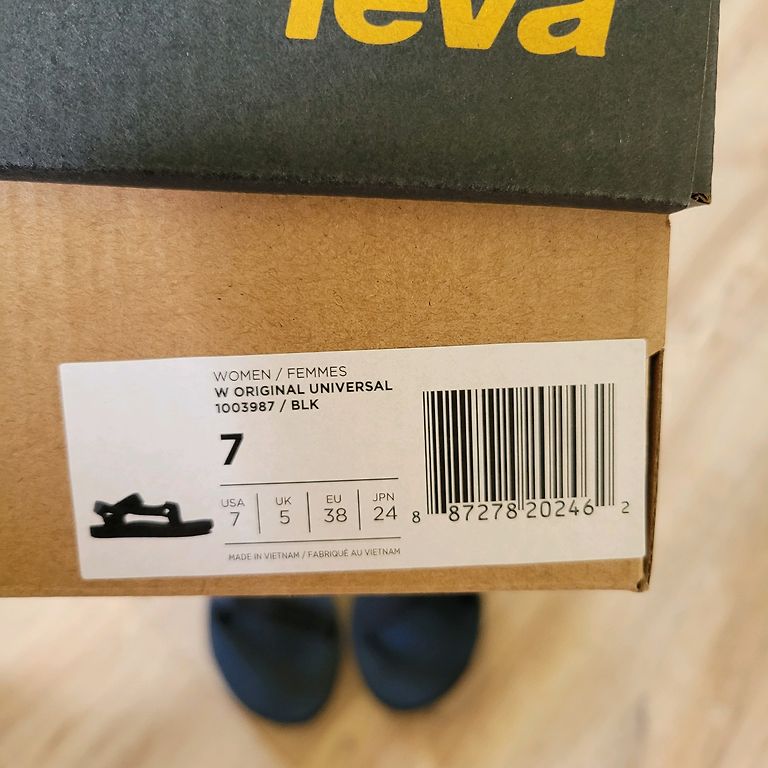 Teva
WOMEN / FEMMES
W ORIGINAL UNIVERSAL
1003987 / BLK
7
USA UK EU JPN
7 5 38 24
MADE IN VIETNAM / FABRIQUÉ AU VIETNAM
8 87278 20246 2